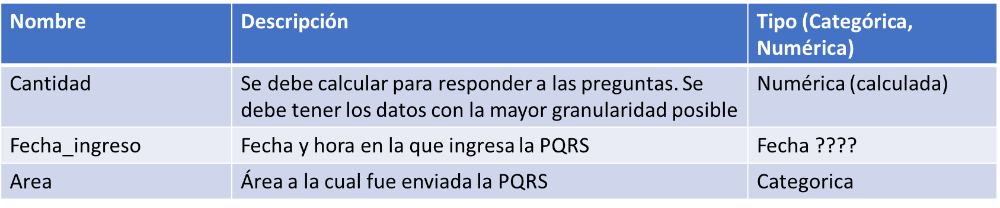 Nombre
Descripción
Tipo (Categórica,
Numérica)
Cantidad
Se debe calcular para responder a las preguntas. Se
debe tener los datos con la mayor granularidad posible
Numérica (calculada)
Fecha_ingreso
Fecha y hora en la que ingresa la PQRS
Fecha ????
Area
Área a la cual fue enviada la PQRS
Categorica